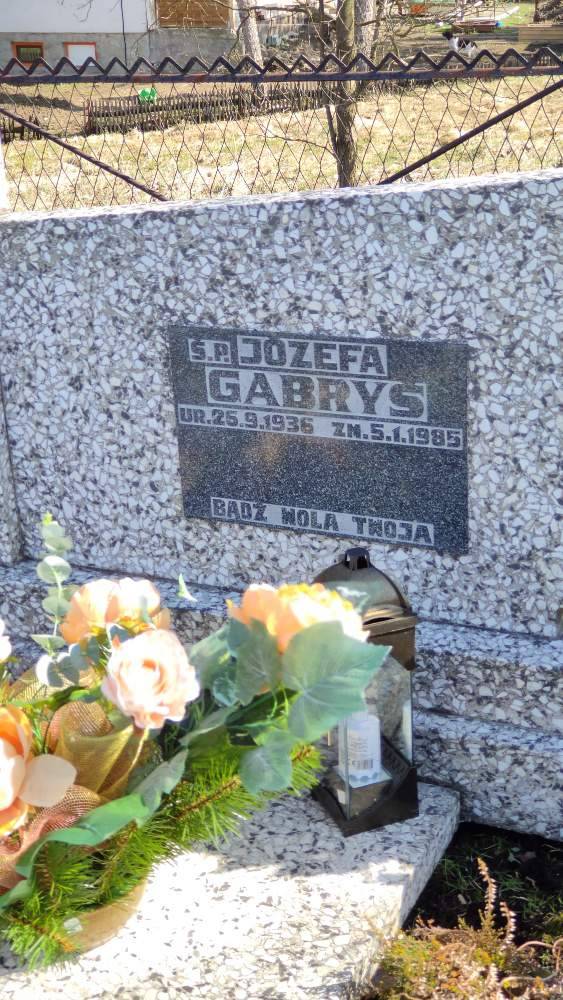 Ś.P. JÓZEFA
GABRYŚ
UR.25.9.1936 ZM.5.1.1985
BĄDŹ WOLA TWOJA